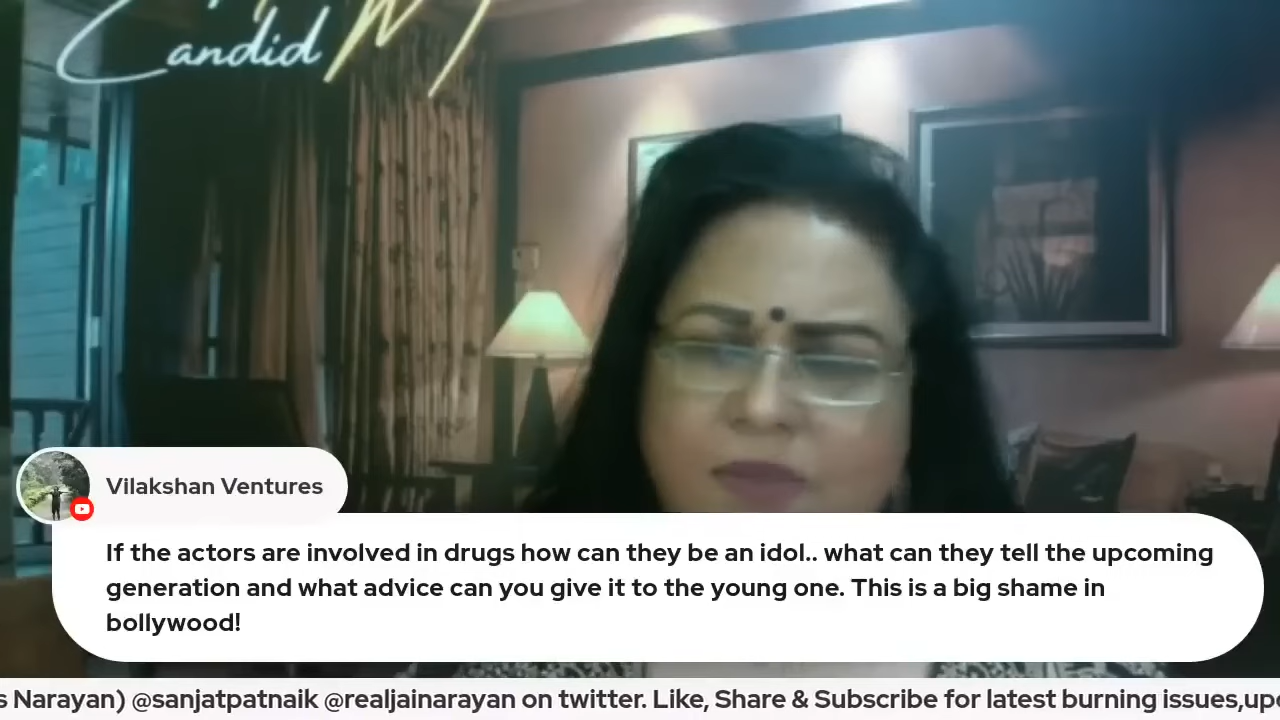 Candid M
Vilakshan Ventures
If the actors are involved in drugs how can they be an idol.. what can they tell the upcoming
generation and what advice can you give it to the young one. This is a big shame in
bollywood!
s Narayan) @sanjatpatnaik @realjainarayan on twitter. Like, Share & Subscribe for latest burning issues,upd